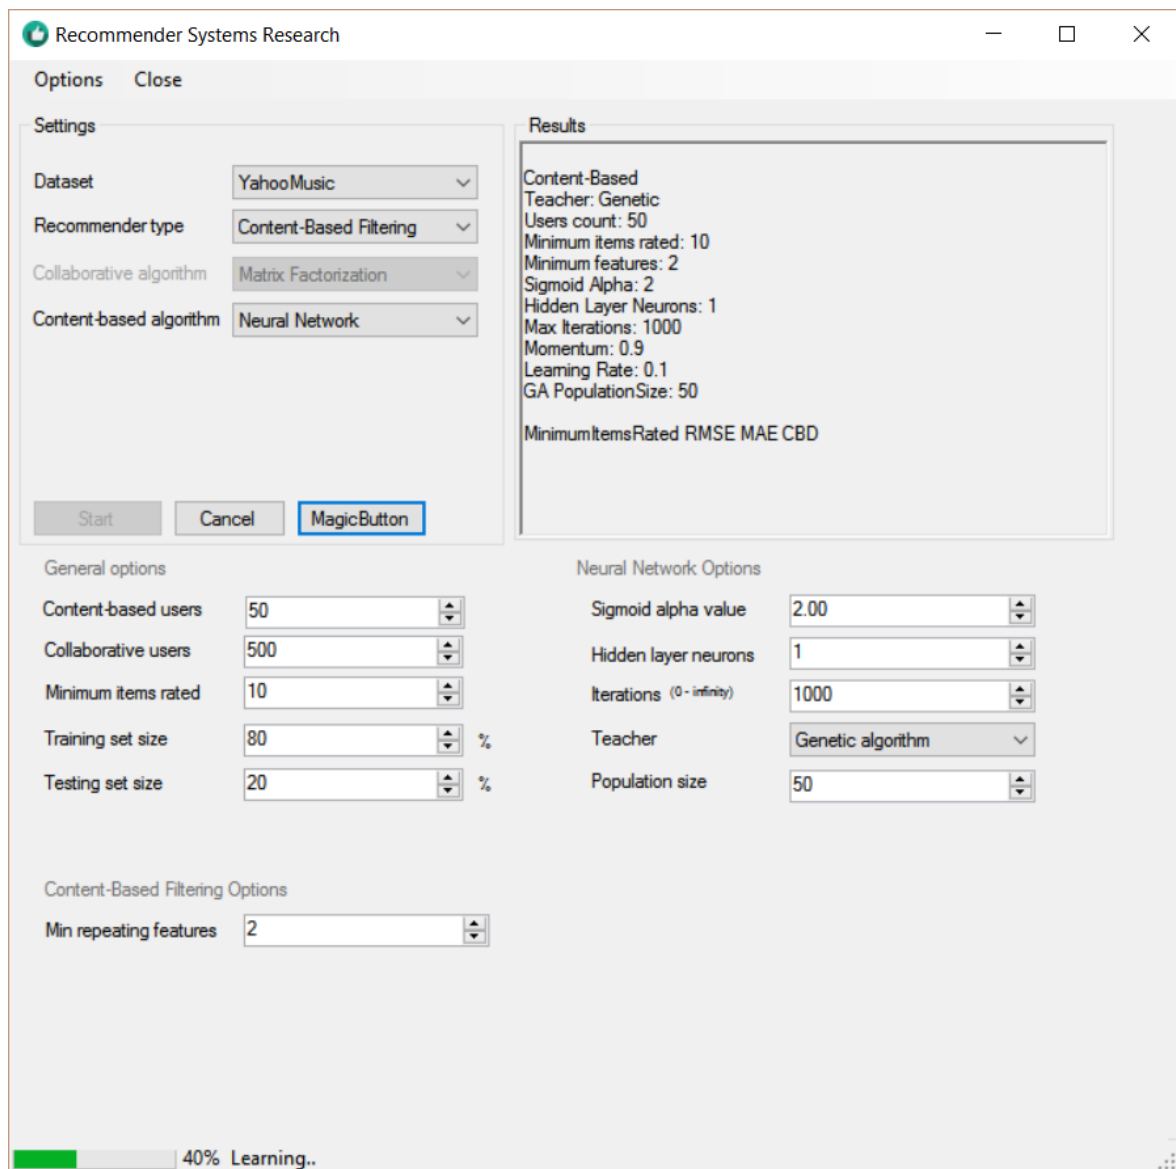 Recommender Systems Research
Options Close
Settings
Dataset YahooMusic
Recommender type Content-Based Filtering
Collaborative algorithm Matrix Factorization
Content-based algorithm Neural Network
Start Cancel MagicButton
Results
Content-Based
Teacher: Genetic
Users count: 50
Minimum items rated: 10
Minimum features: 2
Sigmoid Alpha: 2
Hidden Layer Neurons: 1
Max Iterations: 1000
Momentum: 0.9
Learning Rate: 0.1
GA PopulationSize: 50
MinimumItemsRated RMSE MAE CBD
General options
Content-based users 50
Collaborative users 500
Minimum items rated 10
Training set size 80 %
Testing set size 20 %
Neural Network Options
Sigmoid alpha value 2.00
Hidden layer neurons 1
Iterations (0 - infinity) 1000
Teacher Genetic algorithm
Population size 50
Content-Based Filtering Options
Min repeating features 2
40% Learning..